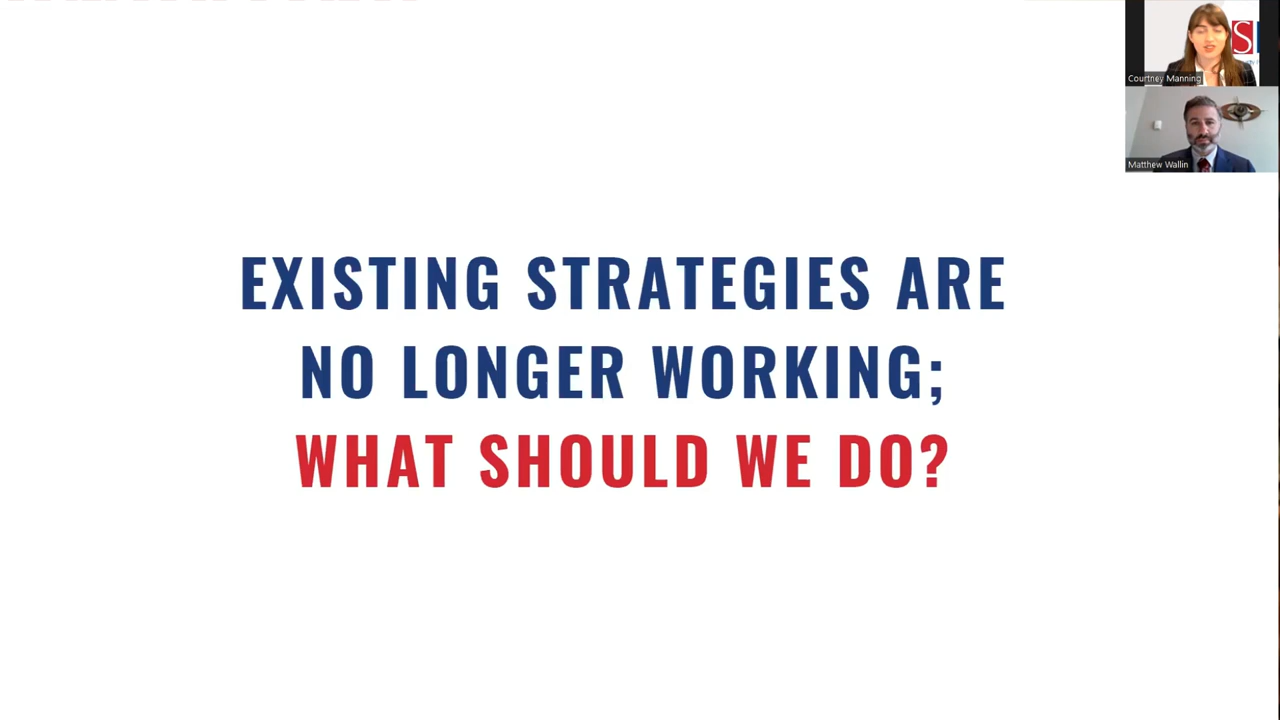 EXISTING STRATEGIES ARE
NO LONGER WORKING;
WHAT SHOULD WE DO?
Courtney Manning
Matthew Wallin
S